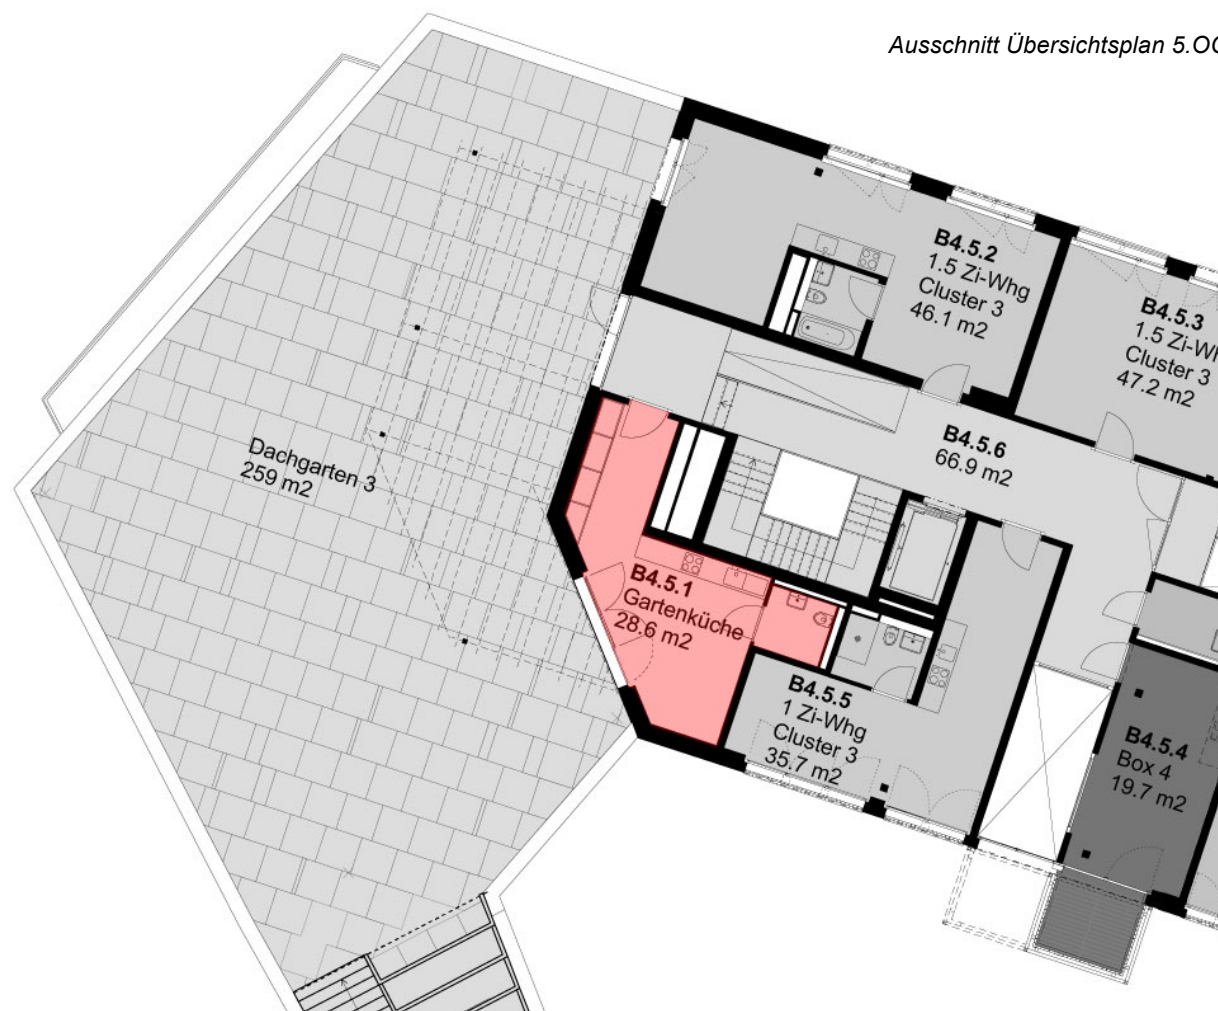 Ausschnitt Übersichtsplan 5.OG
B4.5.2
1.5 Zi-Whg
Cluster 3
46.1 m2
B4.5.3
1.5 Zi-Wh
Cluster 3
47.2 m2
B4.5.6
66.9 m2
Dachgarten 3
259 m2
B4.5.1
Gartenküche
28.6 m2
B4.5.5
1 Zi-Whg
Cluster 3
35.7 m2
B4.5.4
Box 4
19.7 m2